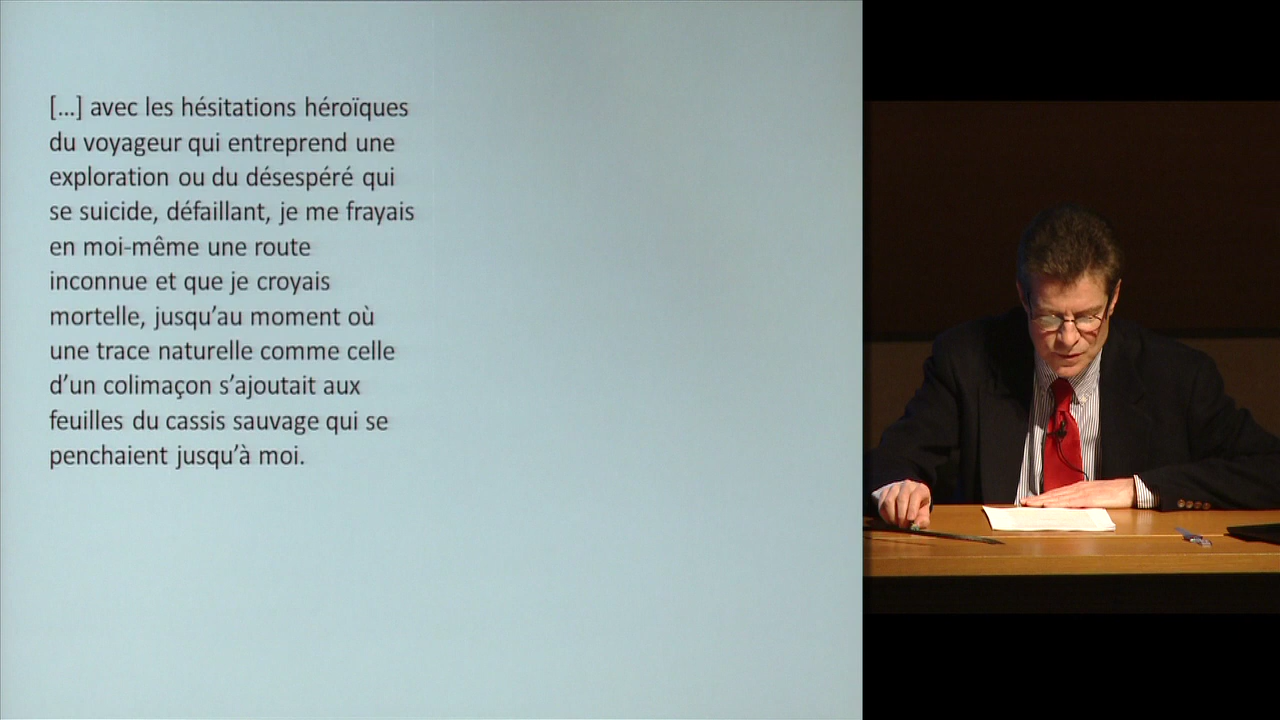 [...] avec les hésitations héroïques
du voyageur qui entreprend une
exploration ou du désespéré qui
se suicide, défaillant, je me frayais
en moi-même une route
inconnue et que je croyais
mortelle, jusqu’au moment où
une trace naturelle comme celle
d’un colimaçon s’ajoutait aux
feuilles du cassis sauvage qui se
penchaient jusqu’à moi.